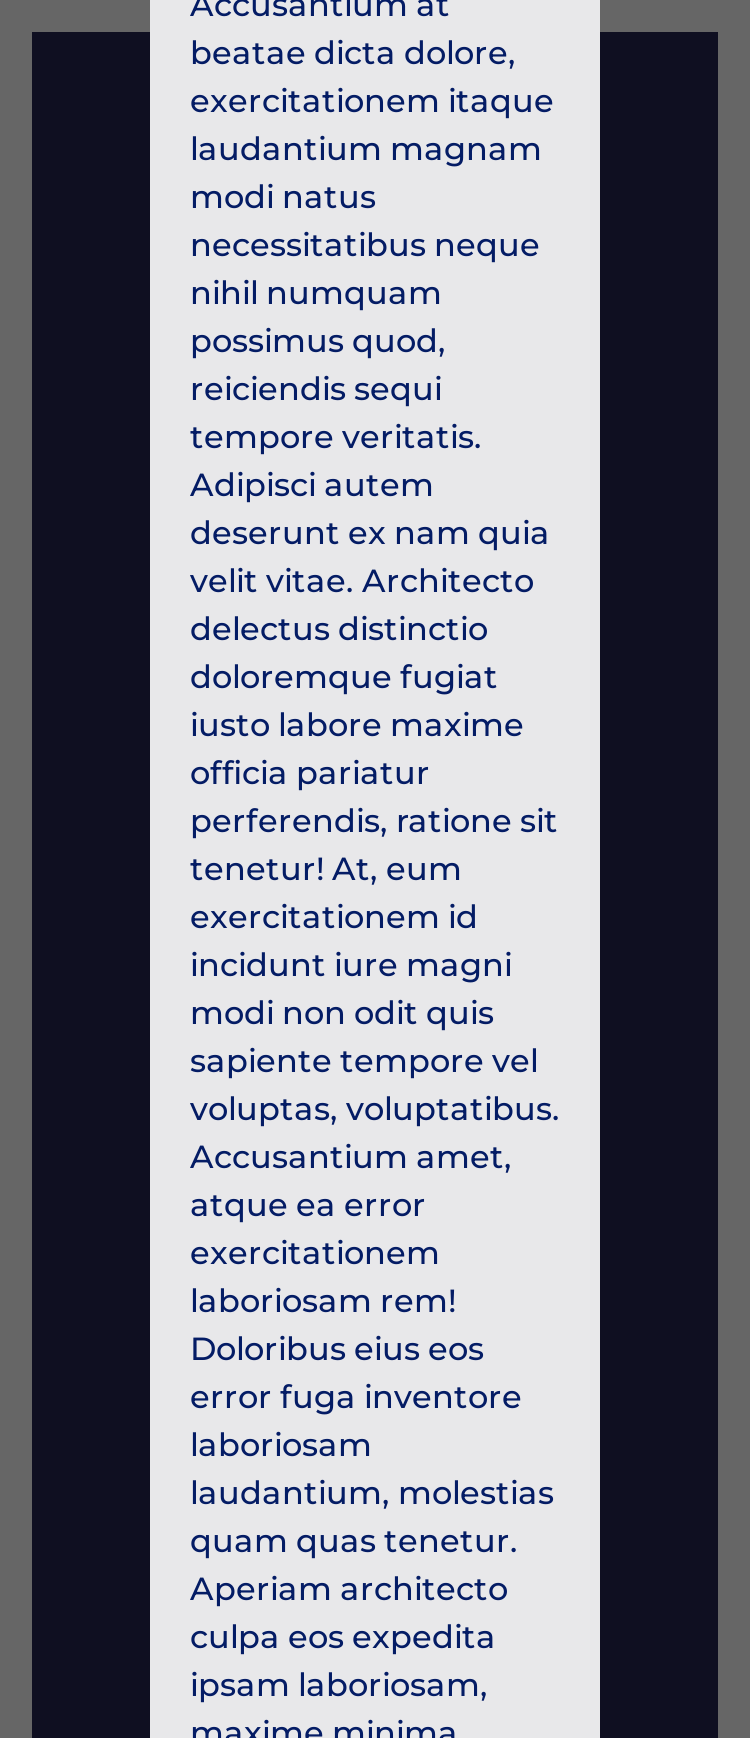 Accusantium at
beatae dicta dolore,
exercitationem itaque
laudantium magnam
modi natus
necessitatibus neque
nihil numquam
possimus quod,
reiciendis sequi
tempore veritatis.
Adipisci autem
deserunt ex nam quia
velit vitae. Architecto
delectus distinctio
doloremque fugiat
iusto labore maxime
officia pariatur
perferendis, ratione sit
tenetur! At, eum
exercitationem id
incidunt iure magni
modi non odit quis
sapiente tempore vel
voluptas, voluptatibus.
Accusantium amet,
atque ea error
exercitationem
laboriosam rem!
Doloribus eius eos
error fuga inventore
laboriosam
laudantium, molestias
quam quas tenetur.
Aperiam architecto
culpa eos expedita
ipsam laboriosam,
maxime minima